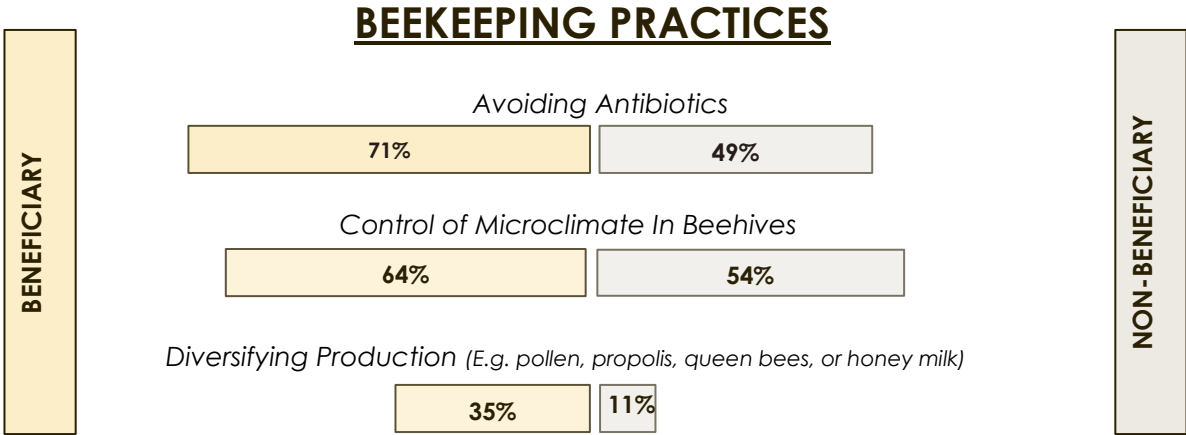 BEEKEEPING PRACTICES
BENEFICIARY
NON-BENEFICIARY
Avoiding Antibiotics
71%
49%
Control of Microclimate In Beehives
64%
54%
Diversifying Production (E.g. pollen, propolis, queen bees, or honey milk)
35%
11%